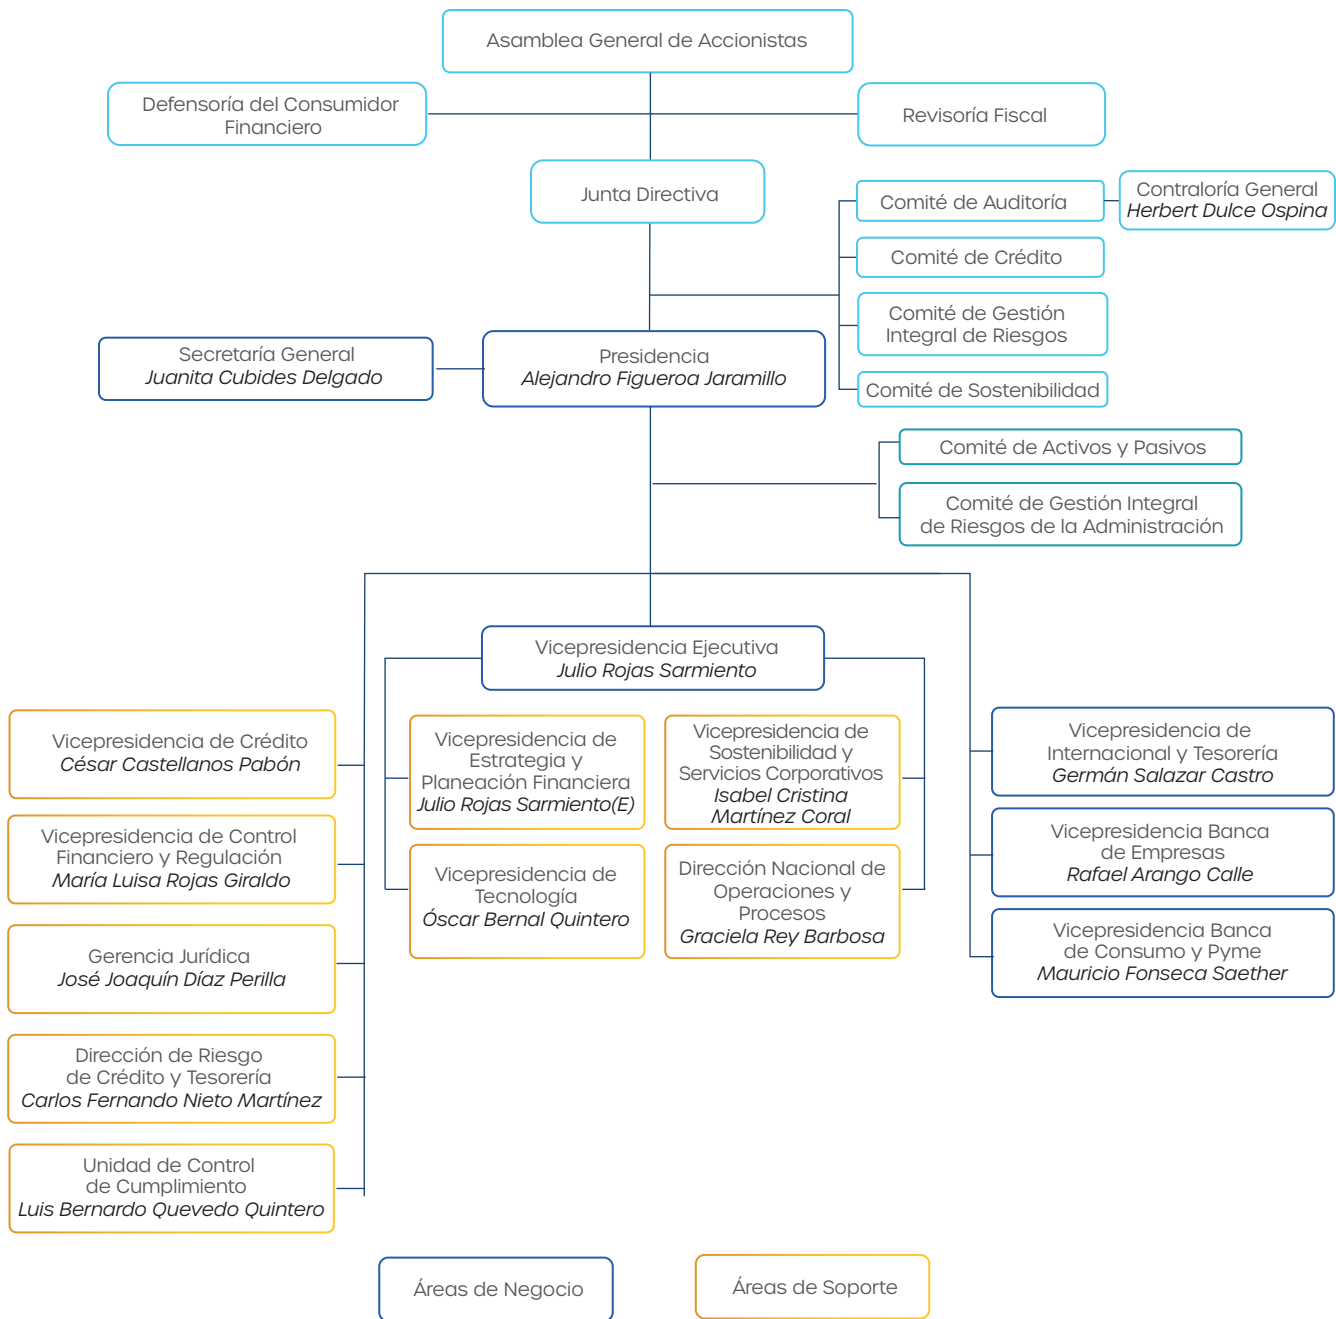 Asamblea General de Accionistas
Defensoría del Consumidor
Financiero
Revisoría Fiscal
Junta Directiva
Comité de Auditoría
Contraloría General
Herbert Dulce Ospina
Comité de Crédito
Comité de Gestión
Integral de Riesgos
Comité de Sostenibilidad
Secretaría General
Juanita Cubides Delgado
Presidencia
Alejandro Figueroa Jaramillo
Comité de Activos y Pasivos
Comité de Gestión Integral
de Riesgos de la Administración
Vicepresidencia Ejecutiva
Julio Rojas Sarmiento
Vicepresidencia de Crédito
César Castellanos Pabón
Vicepresidencia de Control
Financiero y Regulación
María Luisa Rojas Giraldo
Gerencia Jurídica
José Joaquín Díaz Perilla
Dirección de Riesgo
de Crédito y Tesorería
Carlos Fernando Nieto Martínez
Unidad de Control
de Cumplimiento
Luis Bernardo Quevedo Quintero
Vicepresidencia de
Estrategia y
Planeación Financiera
Julio Rojas Sarmiento(E)
Vicepresidencia de
Tecnología
Óscar Bernal Quintero
Vicepresidencia de
Sostenibilidad y
Servicios Corporativos
Isabel Cristina
Martínez Coral
Dirección Nacional de
Operaciones y
Procesos
Graciela Rey Barbosa
Vicepresidencia de
Internacional y Tesorería
Germán Salazar Castro
Vicepresidencia Banca
de Empresas
Rafael Arango Calle
Vicepresidencia Banca
de Consumo y Pyme
Mauricio Fonseca Saether
Áreas de Negocio
Áreas de Soporte